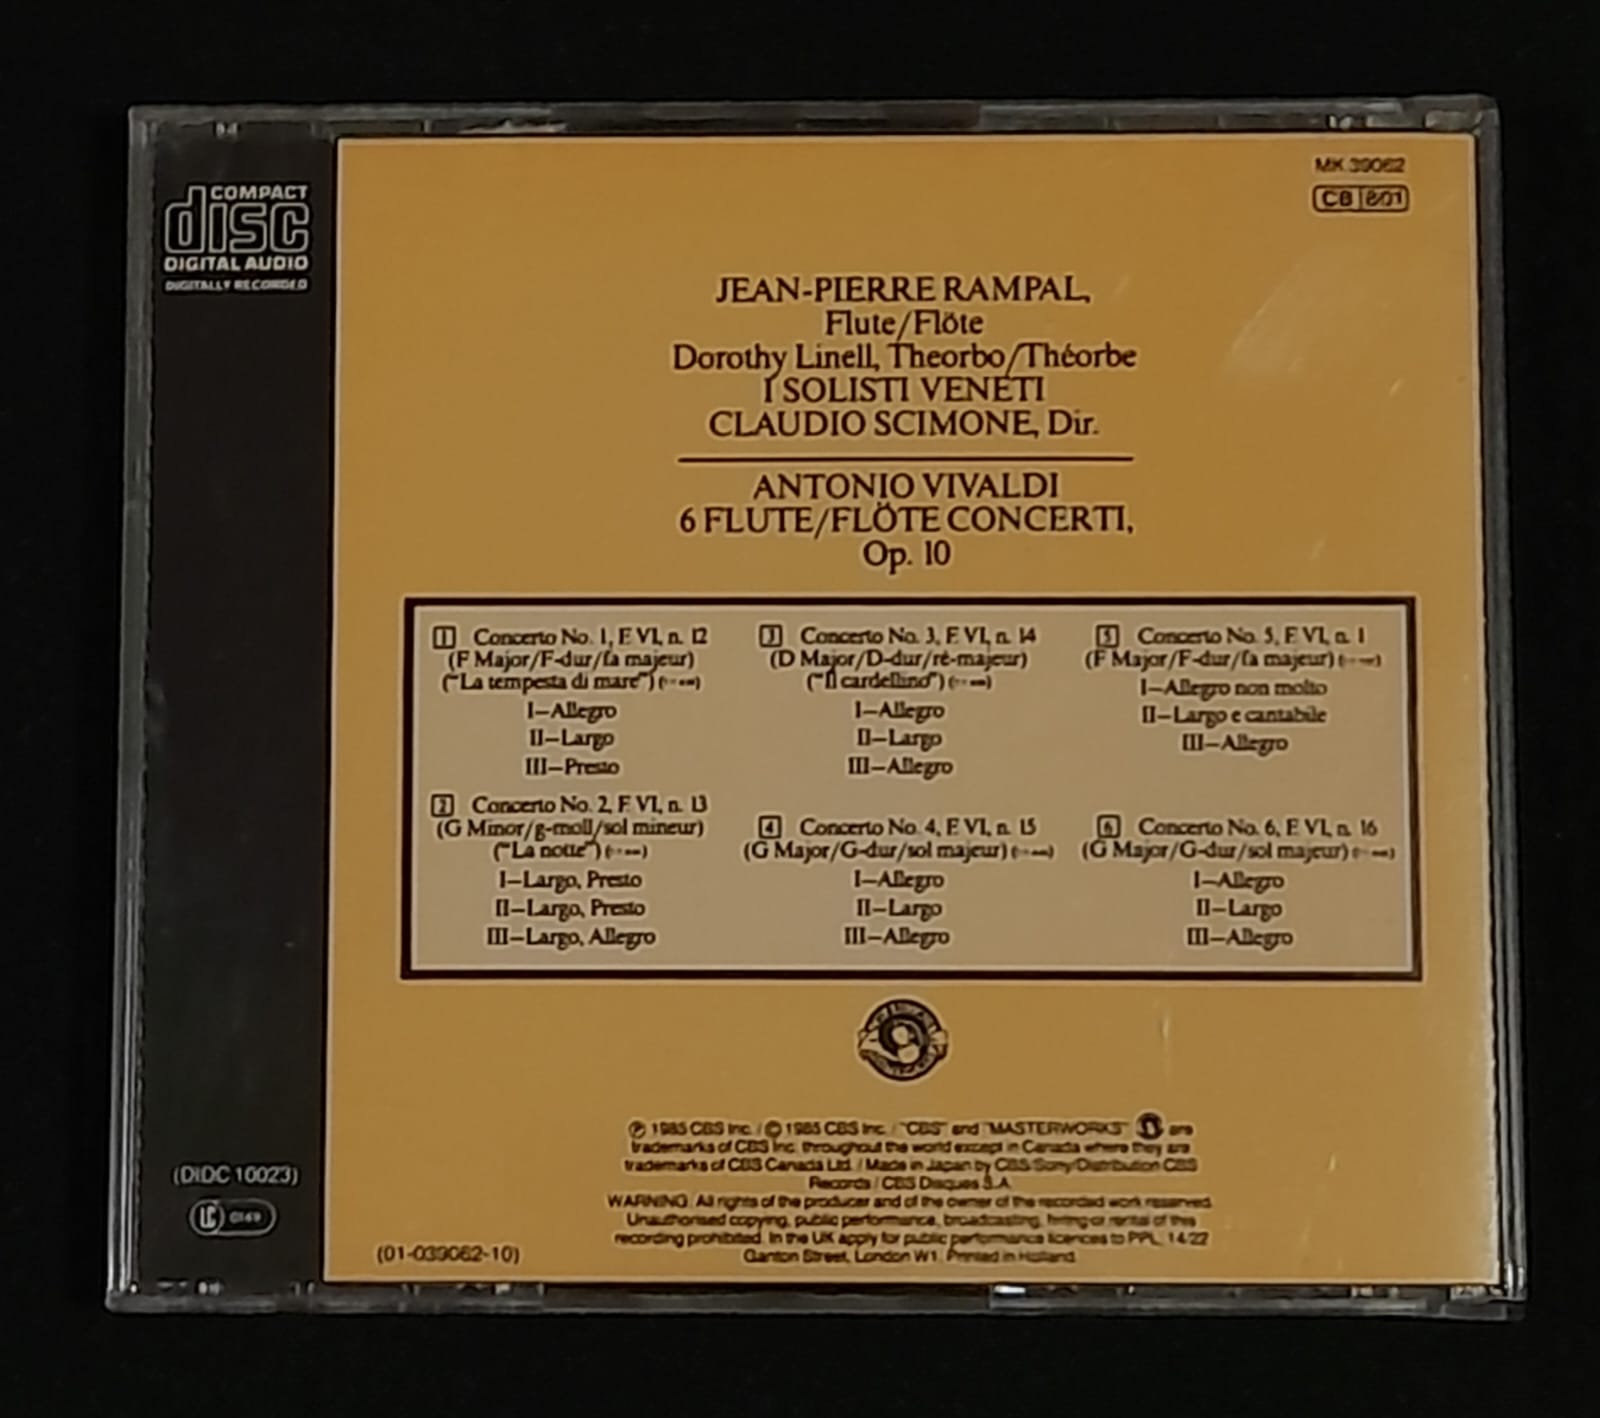 COMPACT
disc
DIGITAL AUDIO
DIGITALLY RECORDED
MK 39062
CB 801
JEAN-PIERRE RAMPAL,
Flute/Flöte
Dorothy Linell, Theorbo/Théorbe
I SOLISTI VENETI
CLAUDIO SCIMONE, Dir.
ANTONIO VIVALDI
6 FLUTE/FLÖTE CONCERTI,
Op. 10
1 Concerto No. 1, F. VI, n. 12
(F Major/F-dur/fa majeur)
("La tempesta di mare")
I—Allegro
II—Largo
III—Presto
2 Concerto No. 2, F. VI, n. 13
(G Minor/g-moll/sol mineur)
("La notte")
I—Largo, Presto
II—Largo, Presto
III—Largo, Allegro
3 Concerto No. 3, F. VI, n. 14
(D Major/D-dur/ré-majeur)
("Il cardellino")
I—Allegro
II—Largo
III—Allegro
4 Concerto No. 4, F. VI, n. 15
(G Major/G-dur/sol majeur)
I—Allegro
II—Largo
III—Allegro
5 Concerto No. 5, F. VI, n. 1
(F Major/F-dur/fa majeur)
I—Allegro non molto
II—Largo e cantabile
III—Allegro
6 Concerto No. 6, F. VI, n. 16
(G Major/G-dur/sol majeur)
I—Allegro
II—Largo
III—Allegro
℗ 1985 CBS Inc. / © 1985 CBS Inc. / "CBS" and "MASTERWORKS" are
trademarks of CBS Inc. throughout the world except in Canada where they are
trademarks of CBS Canada Ltd. / Made in Japan by CBS/Sony/Distribution CBS
Records / CBS Disques S.A.
WARNING: All rights of the producer and of the owner of the recorded work reserved.
Unauthorised copying, public performance, broadcasting, hiring or rental of this
recording prohibited. In the UK apply for public performance licences to PPL, 14/22
Ganton Street, London W1. Printed in Holland.
(DIDC 10023)
LC 0149
(01-039062-10)